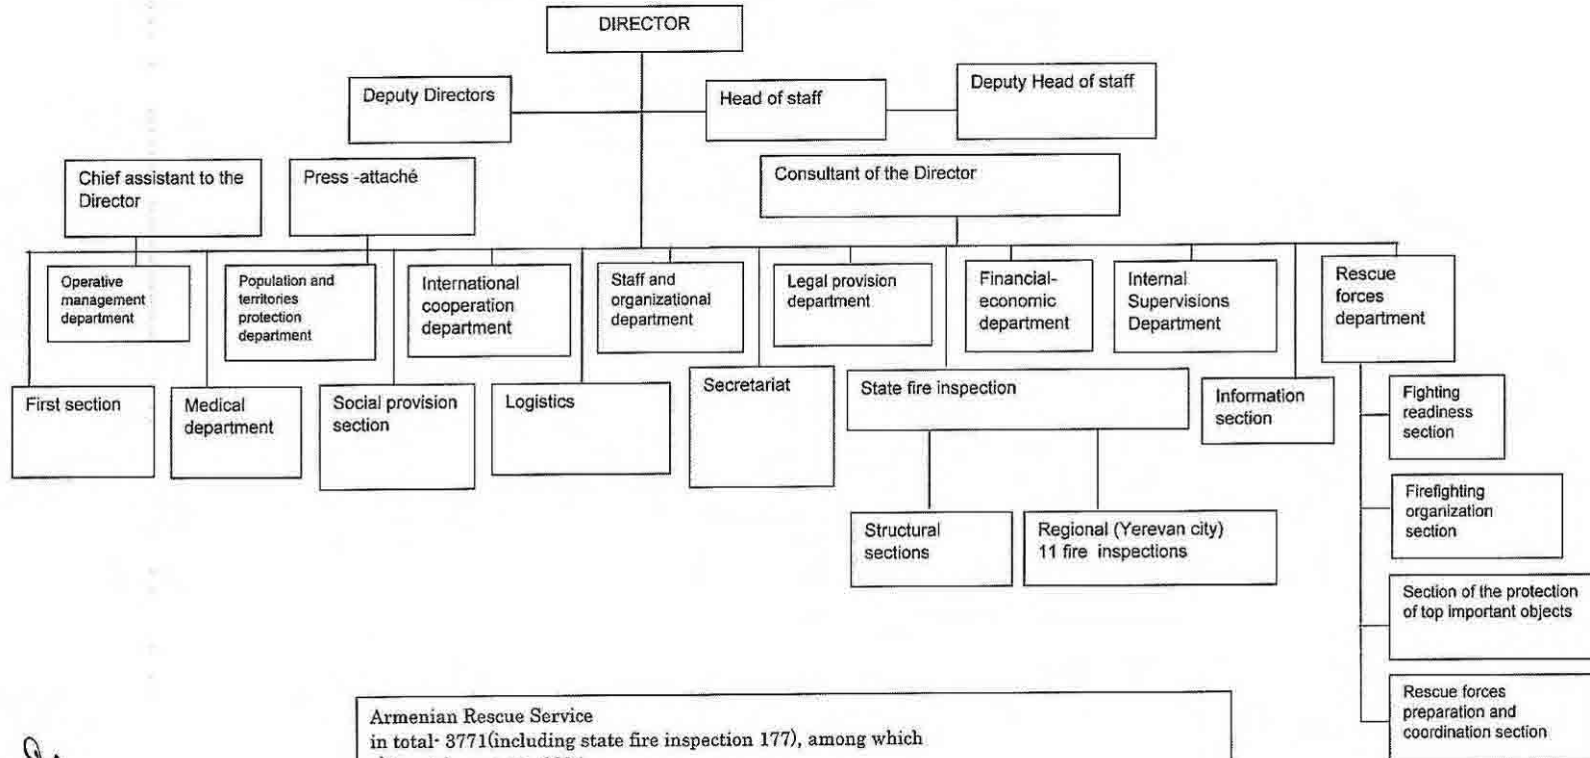 DIRECTOR
Deputy Directors
Head of staff
Deputy Head of staff
Chief assistant to the
Director
Press -attaché
Consultant of the Director
Operative
management
department
Population and
territories
protection
department
International
cooperation
department
Staff and
organizational
department
Legal provision
department
Financial-
economic
department
Internal
Supervisions
Department
Rescue
forces
department
First section
Medical
department
Social provision
section
Logistics
Secretariat
State fire inspection
Information
section
Fighting
readiness
section
Structural
sections
Regional (Yerevan city)
11 fire inspections
Firefighting
organization
section
Section of the protection
of top important objects
Rescue forces
preparation and
coordination section
Armenian Rescue Service
in total- 3771(including state fire inspection 177), among which